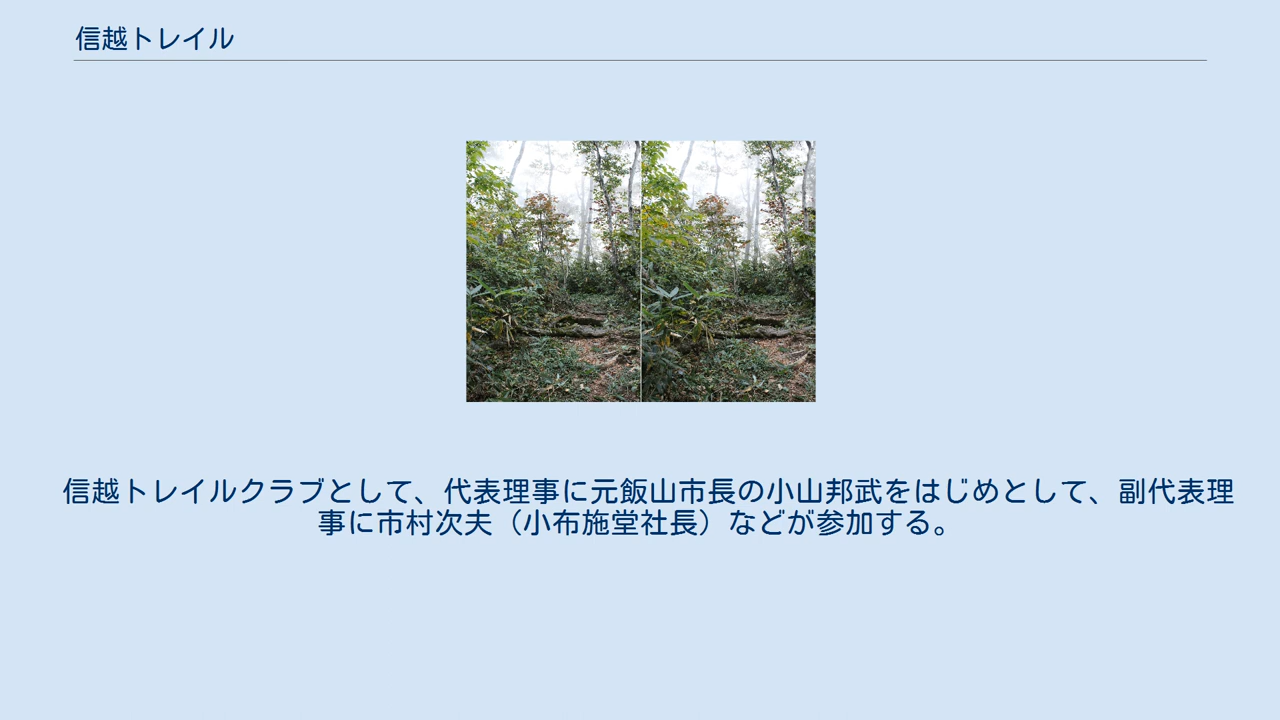 信越トレイル
信越トレイルクラブとして、代表理事に元飯山市長の小山邦武をはじめとして、副代表理
事に市村次夫（小布施堂社長）などが参加する。